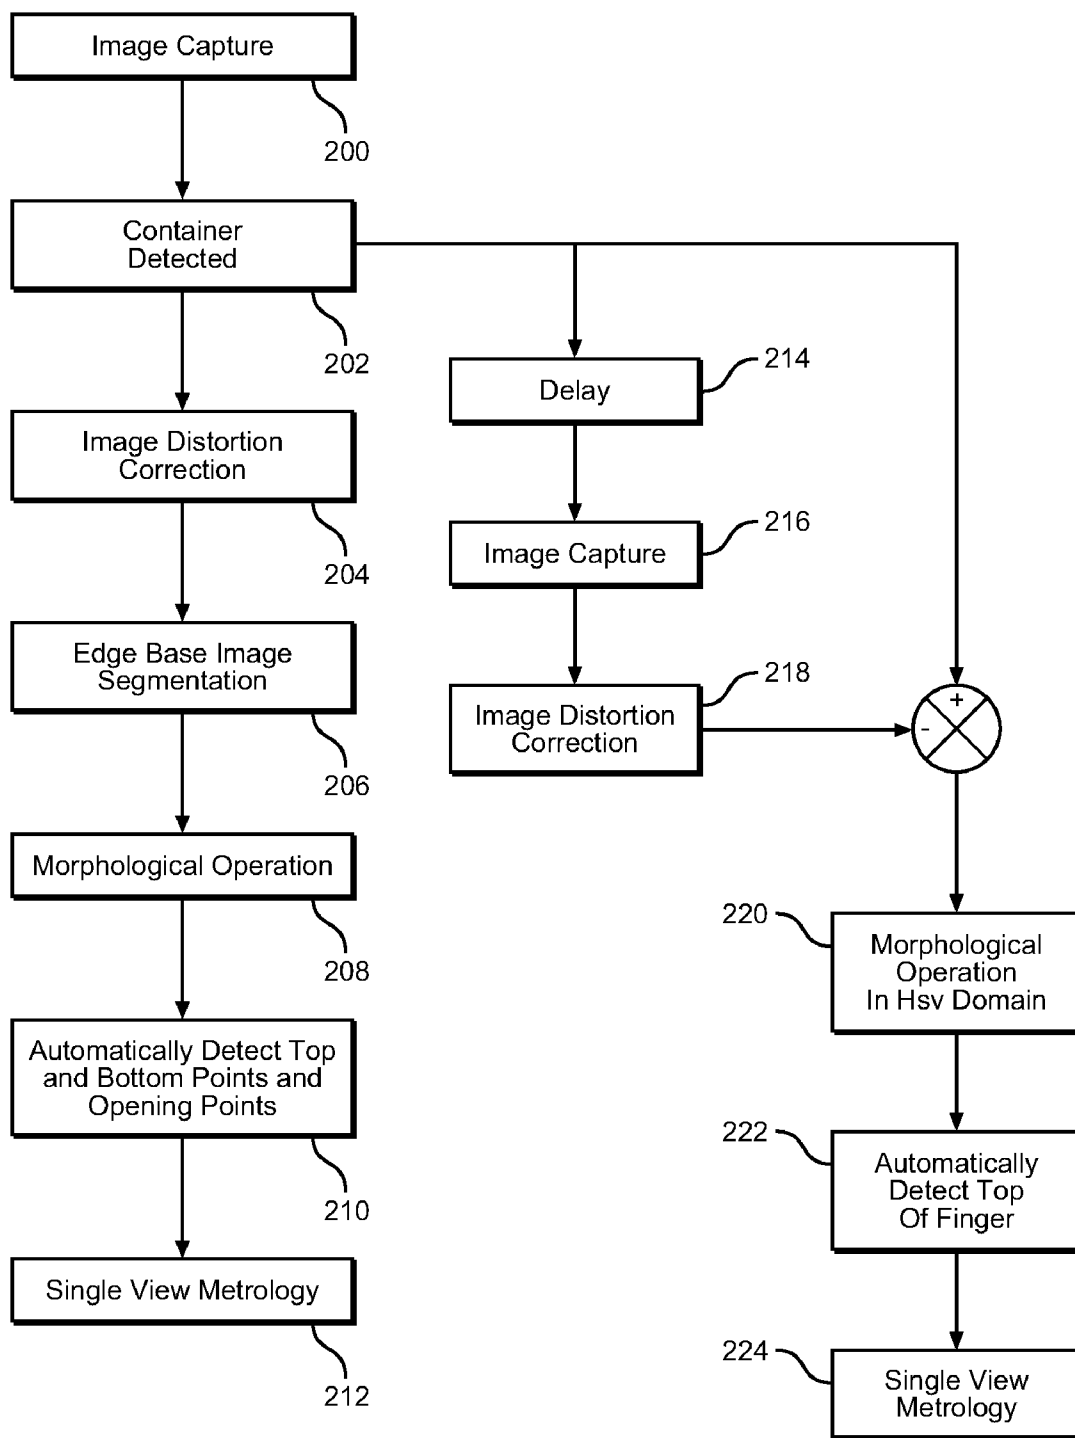 Image Capture
200
Container
Detected
202
Image Distortion
Correction
204
Edge Base Image
Segmentation
206
Morphological Operation
208
Automatically Detect Top
and Bottom Points and
Opening Points
210
Single View Metrology
212
214
Delay
216
Image Capture
218
Image Distortion
Correction
+
-
220
Morphological
Operation
In Hsv Domain
222
Automatically
Detect Top
Of Finger
224
Single View
Metrology